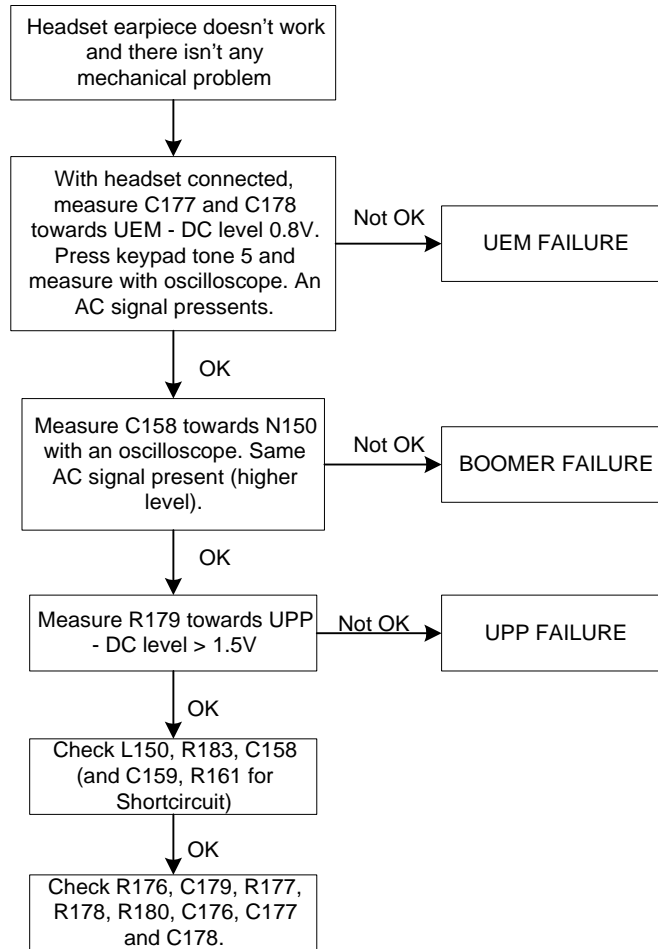 Headset earpiece doesn't work
and there isn't any
mechanical problem
With headset connected,
measure C177 and C178
towards UEM - DC level 0.8V.
Press keypad tone 5 and
measure with oscilloscope. An
AC signal pressents.
Not OK
UEM FAILURE
OK
Measure C158 towards N150
with an oscilloscope. Same
AC signal present (higher
level).
Not OK
BOOMER FAILURE
OK
Measure R179 towards UPP
- DC level > 1.5V
Not OK
UPP FAILURE
OK
Check L150, R183, C158
(and C159, R161 for
Shortcircuit)
OK
Check R176, C179, R177,
R178, R180, C176, C177
and C178.